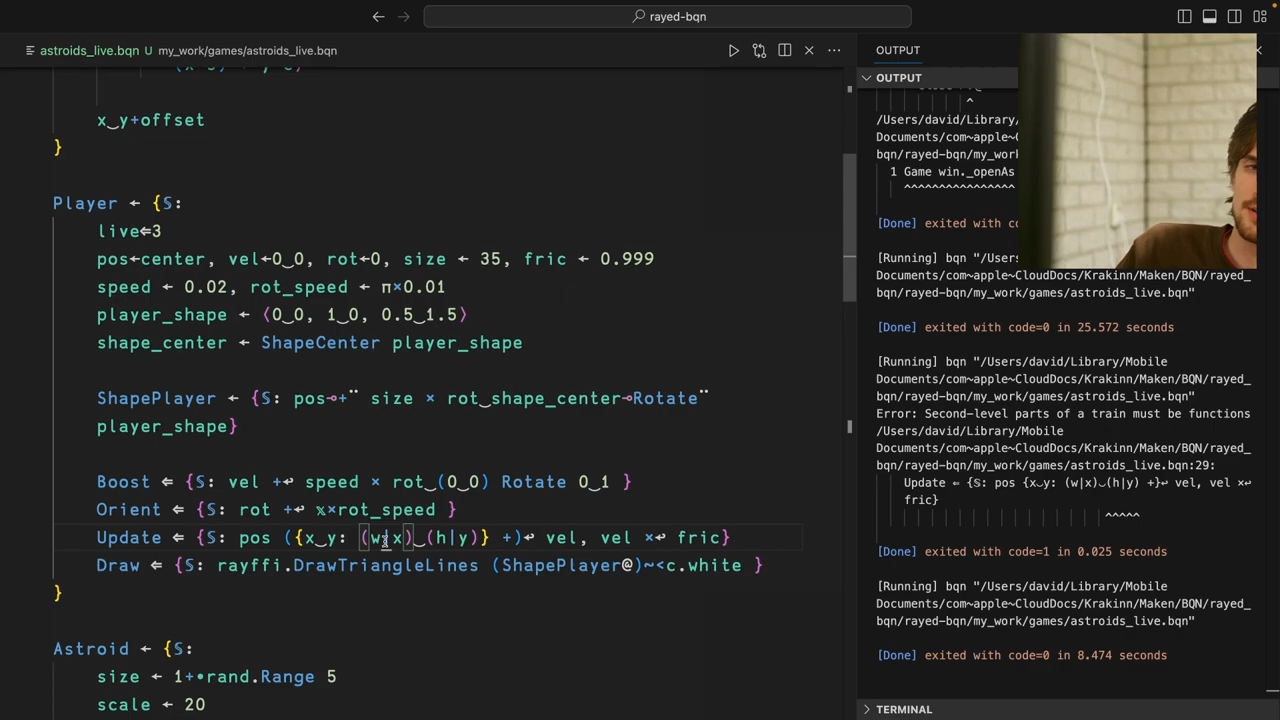 rayed-bqn
astroids_live.bqn U my_work/games/astroids_live.bqn
x‿y+offset
}
Player ← {𝕊:
live⇐3
pos←center, vel←0‿0, rot←0, size ← 35, fric ← 0.999
speed ← 0.02, rot_speed ← π×0.01
player_shape ← ⟨0‿0, 1‿0, 0.5‿1.5⟩
shape_center ← ShapeCenter player_shape
ShapePlayer ← {𝕊: pos⊸+¨ size × rot‿shape_center⊸Rotate¨
player_shape}
Boost ⇐ {𝕊: vel +↩ speed × rot‿(0‿0) Rotate 0‿1 }
Orient ⇐ {𝕊: rot +↩ 𝕩×rot_speed }
Update ⇐ {𝕊: pos ({x‿y: (w|x)‿(h|y)} +)↩ vel, vel ×↩ fric}
Draw ⇐ {𝕊: rayffi.DrawTriangleLines (ShapePlayer@)~<c.white }
}
Astroid ← {𝕊:
size ← 1+•rand.Range 5
scale ← 20
OUTPUT
OUTPUT
^
/Users/david/Library/
Documents/com~apple~C
bqn/rayed-bqn/my_work
1 Game win._openAs
^^^^^^^^^^^^^^^^
[Done] exited with co
[Running] bqn "/Users
Documents/com~apple~CloudDocs/Krakinn/Maken/BQN/rayed_
bqn/rayed-bqn/my_work/games/astroids_live.bqn"
[Done] exited with code=0 in 25.572 seconds
[Running] bqn "/Users/david/Library/Mobile
Documents/com~apple~CloudDocs/Krakinn/Maken/BQN/rayed_
bqn/rayed-bqn/my_work/games/astroids_live.bqn"
Error: Second-level parts of a train must be functions
/Users/david/Library/Mobile
Documents/com~apple~CloudDocs/Krakinn/Maken/BQN/rayed_
bqn/rayed-bqn/my_work/games/astroids_live.bqn:29:
Update ⇐ {𝕊: pos {x‿y: (w|x)‿(h|y) +}↩ vel, vel ×↩
fric}
^^^^^
[Done] exited with code=1 in 0.025 seconds
[Running] bqn "/Users/david/Library/Mobile
Documents/com~apple~CloudDocs/Krakinn/Maken/BQN/rayed_
bqn/rayed-bqn/my_work/games/astroids_live.bqn"
[Done] exited with code=0 in 8.474 seconds
TERMINAL